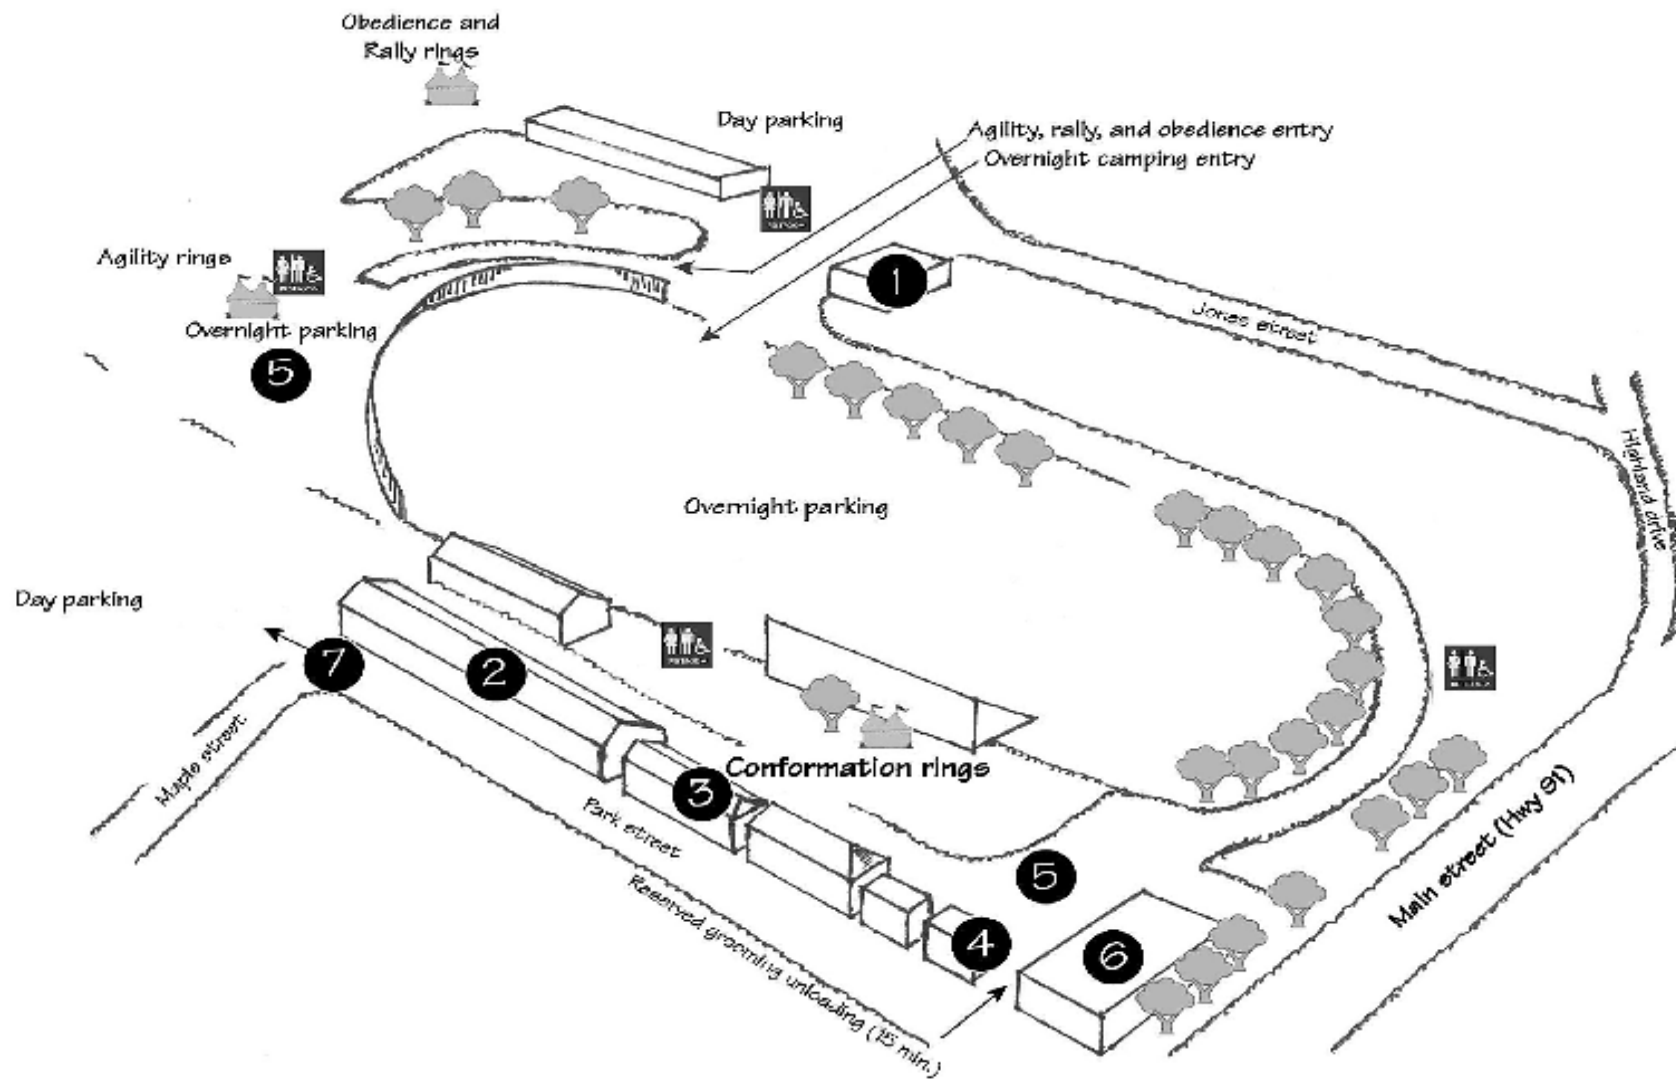 Obedience and
Rally rings
Day parking
Agility, rally, and obedience entry
Overnight camping entry
Agility rings
Overnight parking
1
Jones street
5
Highland drive
Overnight parking
Day parking
7
2
Maple street
3
Conformation rings
Park street
Main street (Hwy 91)
5
Reserved grooming unloading (15 min.)
4
6